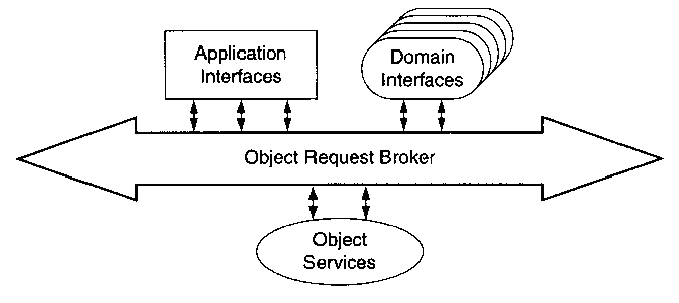 Application
Interfaces
Domain
Interfaces
Object Request Broker
Object
Services